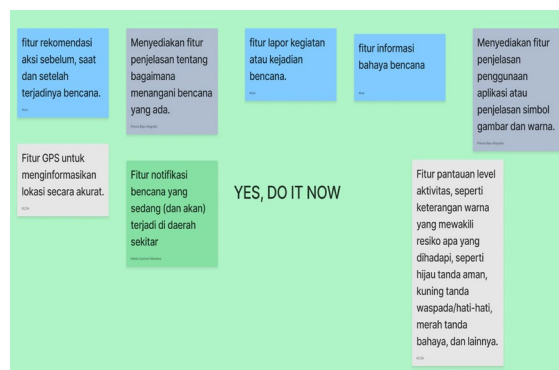 fitur rekomendasi
aksi sebelum, saat
dan setelah
terjadinya bencana.
Menyediakan fitur
penjelasan tentang
bagaimana
menangani bencana
yang ada.
fitur lapor kegiatan
atau kejadian
bencana.
fitur informasi
bahaya bencana
Menyediakan fitur
penjelasan
penggunaan
aplikasi atau
penjelasan simbol
gambar dan warna.
Fitur GPS untuk
menginformasikan
lokasi secara akurat.
Fitur notifikasi
bencana yang
sedang (dan akan)
terjadi di daerah
sekitar
YES, DO IT NOW
Fitur pantauan level
aktivitas, seperti
keterangan warna
yang mewakili
resiko apa yang
dihadapi, seperti
hijau tanda aman,
kuning tanda
waspada/hati-hati,
merah tanda
bahaya, dan lainnya.